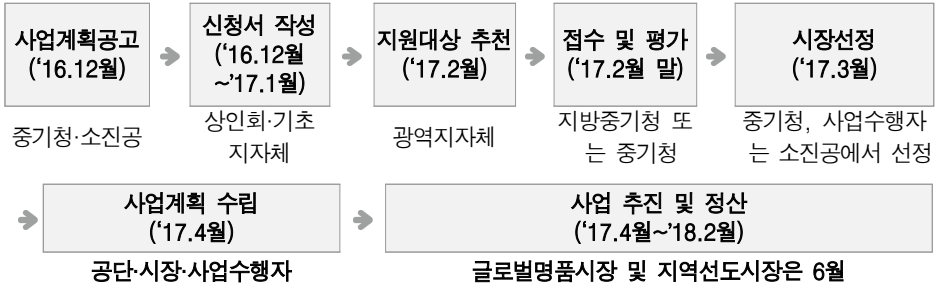 사업계획공고
(‘16.12월)
중기청·소진공
신청서 작성
(‘16.12월
~’17.1월)
상인회·기초
지자체
지원대상 추천
(‘17.2월)
광역지자체
접수 및 평가
(‘17.2월 말)
지방중기청 또
는 중기청
시장선정
(‘17.3월)
중기청, 사업수행자
는 소진공에서 선정
사업계획 수립
(‘17.4월)
공단·시장·사업수행자
사업 추진 및 정산
(‘17.4월~’18.2월)
글로벌명품시장 및 지역선도시장은 6월